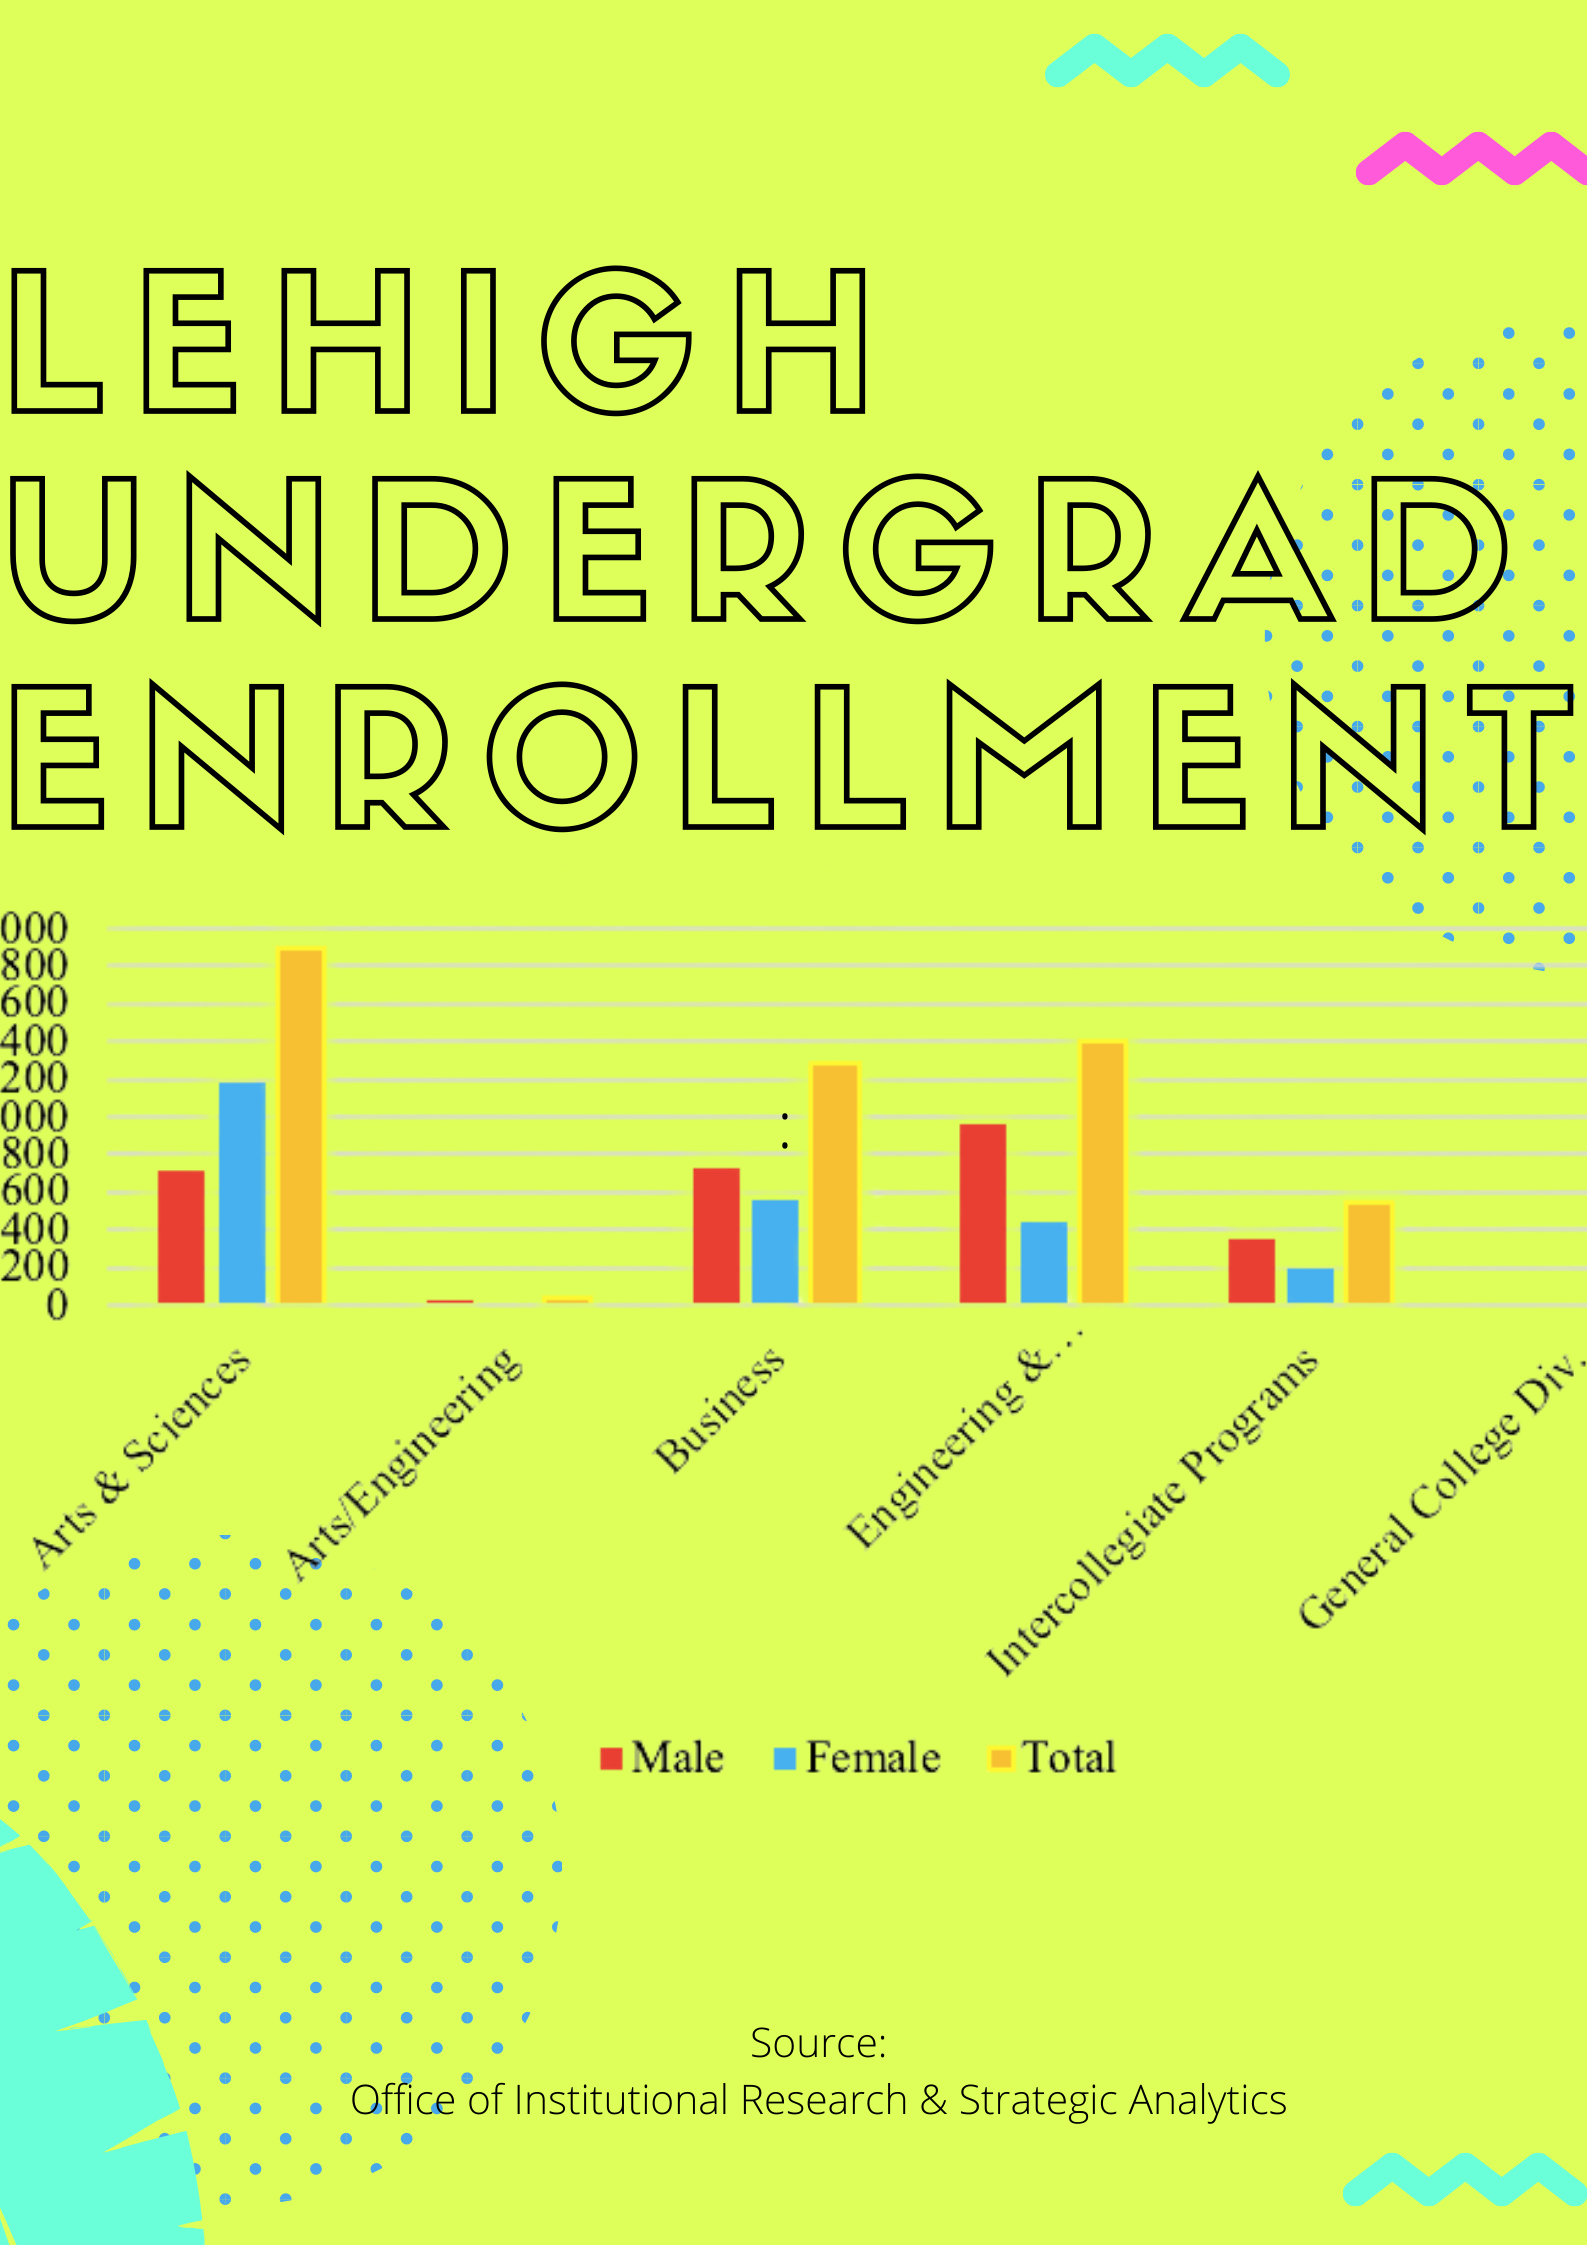 LEHIGH
UNDERGRAD
ENROLLMENT
000
800
600
400
200
000
800
600
400
200
0
Arts & Sciences
Arts/Engineering
Business
Engineering &...
Intercollegiate Programs
General College Div.
Male Female Total
Source:
Office of Institutional Research & Strategic Analytics